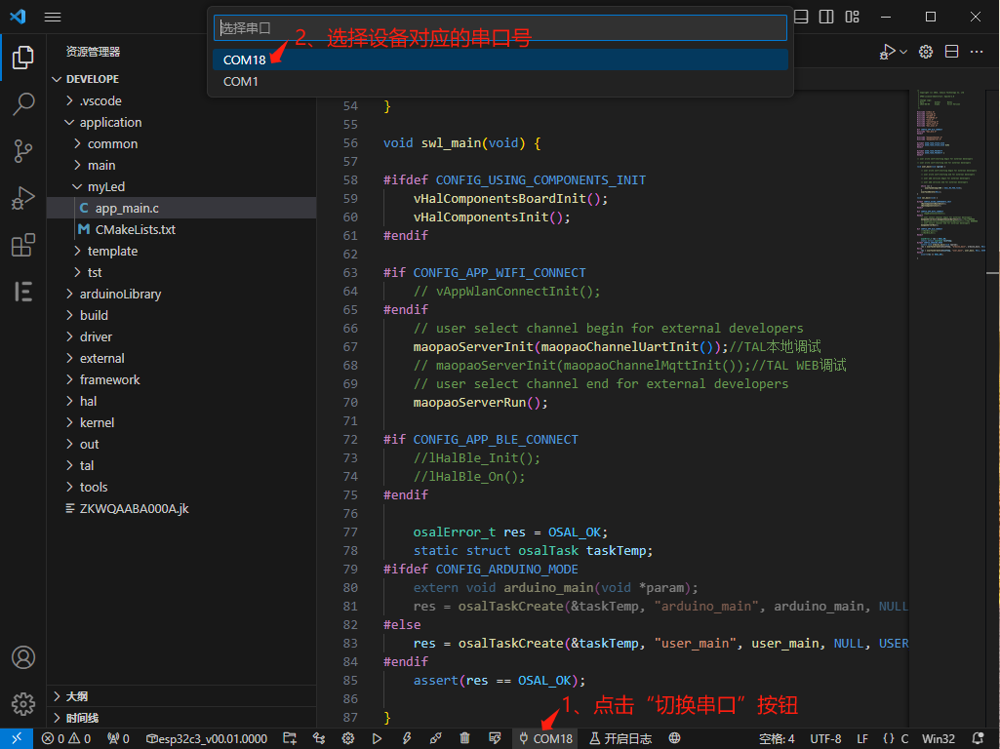 选择串口
2、选择设备对应的串口号
COM18
COM1
资源管理器
DEVELOPE
.vscode
application
common
main
myLed
C app_main.c
M CMakeLists.txt
template
tst
arduinoLibrary
build
driver
external
framework
hal
kernel
out
tal
tools
ZKWQAABA000A.jk
大纲
时间线
54 }
55
56 void swl_main(void) {
57
58 #ifdef CONFIG_USING_COMPONENTS_INIT
59 vHalComponentsBoardInit();
60 vHalComponentsInit();
61 #endif
62
63 #if CONFIG_APP_WIFI_CONNECT
64 // vAppWlanConnectInit();
65 #endif
66 // user select channel begin for external developers
67 maopaoServerInit(maopaoChannelUartInit());//TAL本地调试
68 // maopaoServerInit(maopaoChannelMqttInit());//TAL WEB调试
69 // user select channel end for external developers
70 maopaoServerRun();
71
72 #if CONFIG_APP_BLE_CONNECT
73 //lHalBle_Init();
74 //lHalBle_On();
75 #endif
76
77 osalError_t res = OSAL_OK;
78 static struct osalTask taskTemp;
79 #ifdef CONFIG_ARDUINO_MODE
80 extern void arduino_main(void *param);
81 res = osalTaskCreate(&taskTemp, "arduino_main", arduino_main, NULL
82 #else
83 res = osalTaskCreate(&taskTemp, "user_main", user_main, NULL, USER
84 #endif
85 assert(res == OSAL_OK);
86
87 }
1、点击“切换串口”按钮
0 0 0 esp32c3_v00.01.0000 COM18 开启日志 空格: 4 UTF-8 LF {} C Win32